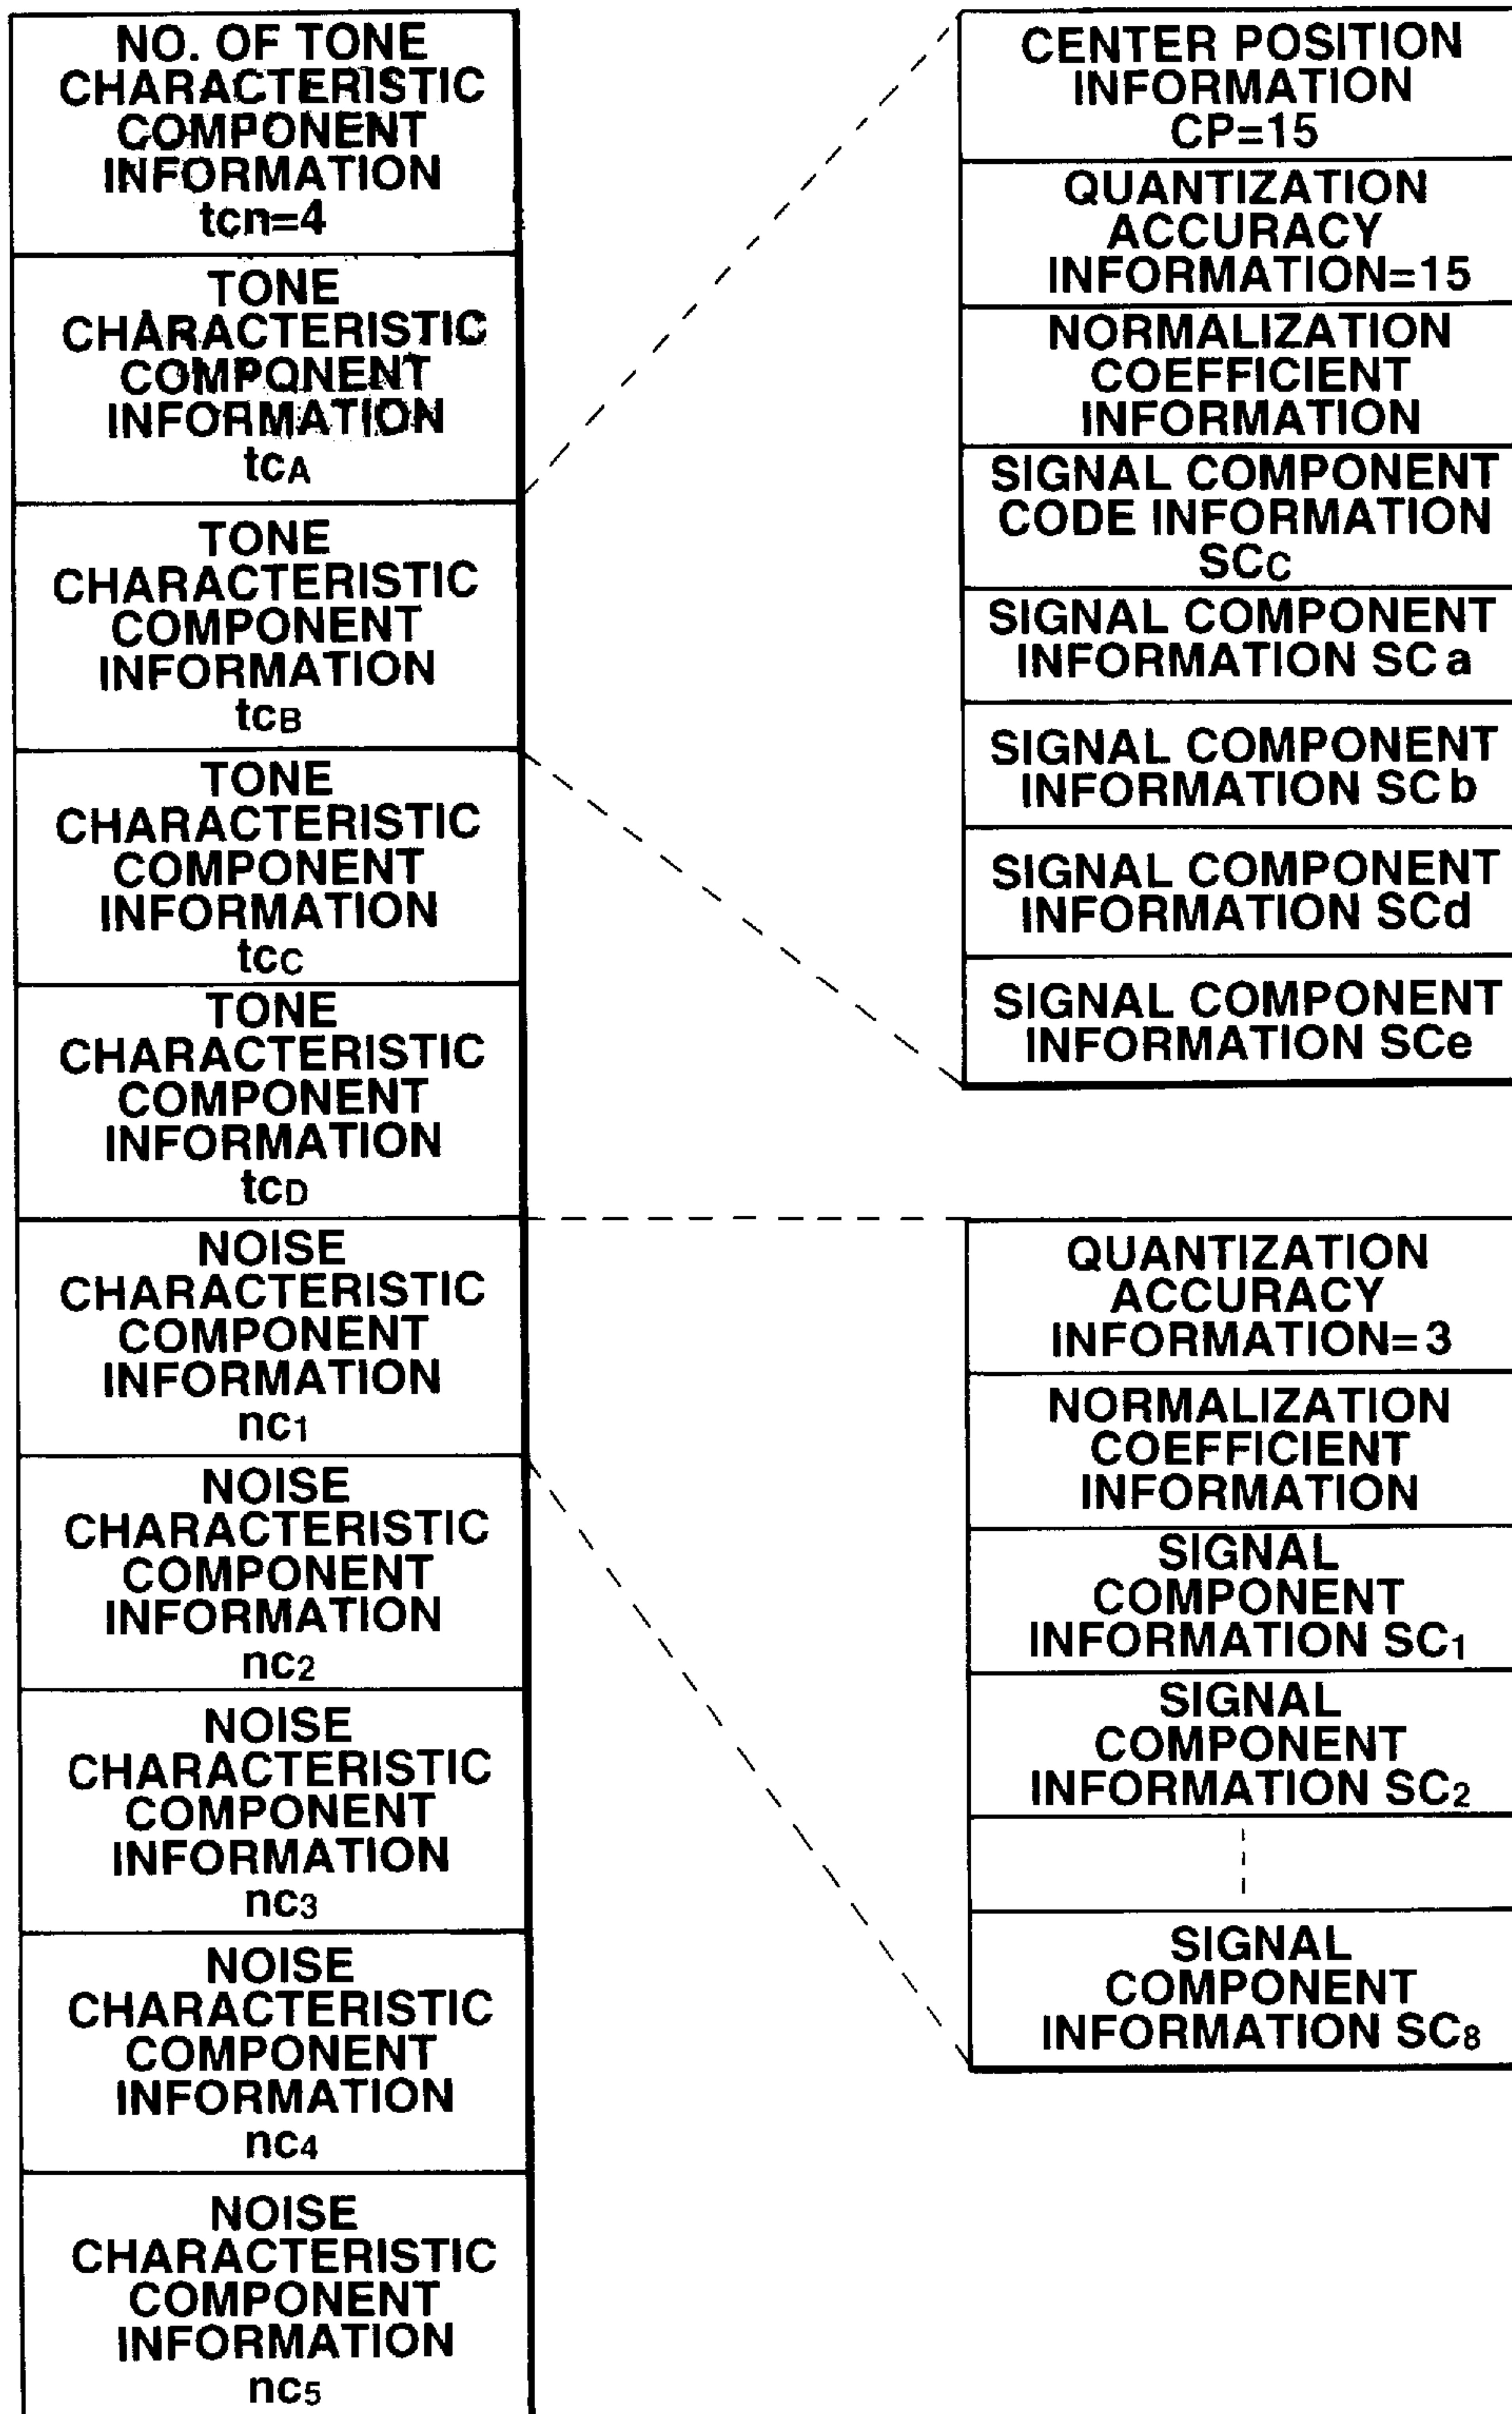 NO. OF TONE
CHARACTERISTIC
COMPONENT
INFORMATION
tcn=4
TONE
CHARACTERISTIC
COMPONENT
INFORMATION
tcA
TONE
CHARACTERISTIC
COMPONENT
INFORMATION
tcB
TONE
CHARACTERISTIC
COMPONENT
INFORMATION
tcC
TONE
CHARACTERISTIC
COMPONENT
INFORMATION
tcD
NOISE
CHARACTERISTIC
COMPONENT
INFORMATION
nc1
NOISE
CHARACTERISTIC
COMPONENT
INFORMATION
nc2
NOISE
CHARACTERISTIC
COMPONENT
INFORMATION
nc3
NOISE
CHARACTERISTIC
COMPONENT
INFORMATION
nc4
NOISE
CHARACTERISTIC
COMPONENT
INFORMATION
nc5
CENTER POSITION
INFORMATION
CP=15
QUANTIZATION
ACCURACY
INFORMATION=15
NORMALIZATION
COEFFICIENT
INFORMATION
SIGNAL COMPONENT
CODE INFORMATION
SCC
SIGNAL COMPONENT
INFORMATION SCa
SIGNAL COMPONENT
INFORMATION SCb
SIGNAL COMPONENT
INFORMATION SCd
SIGNAL COMPONENT
INFORMATION SCe
QUANTIZATION
ACCURACY
INFORMATION=3
NORMALIZATION
COEFFICIENT
INFORMATION
SIGNAL
COMPONENT
INFORMATION SC1
SIGNAL
COMPONENT
INFORMATION SC2
SIGNAL
COMPONENT
INFORMATION SC8